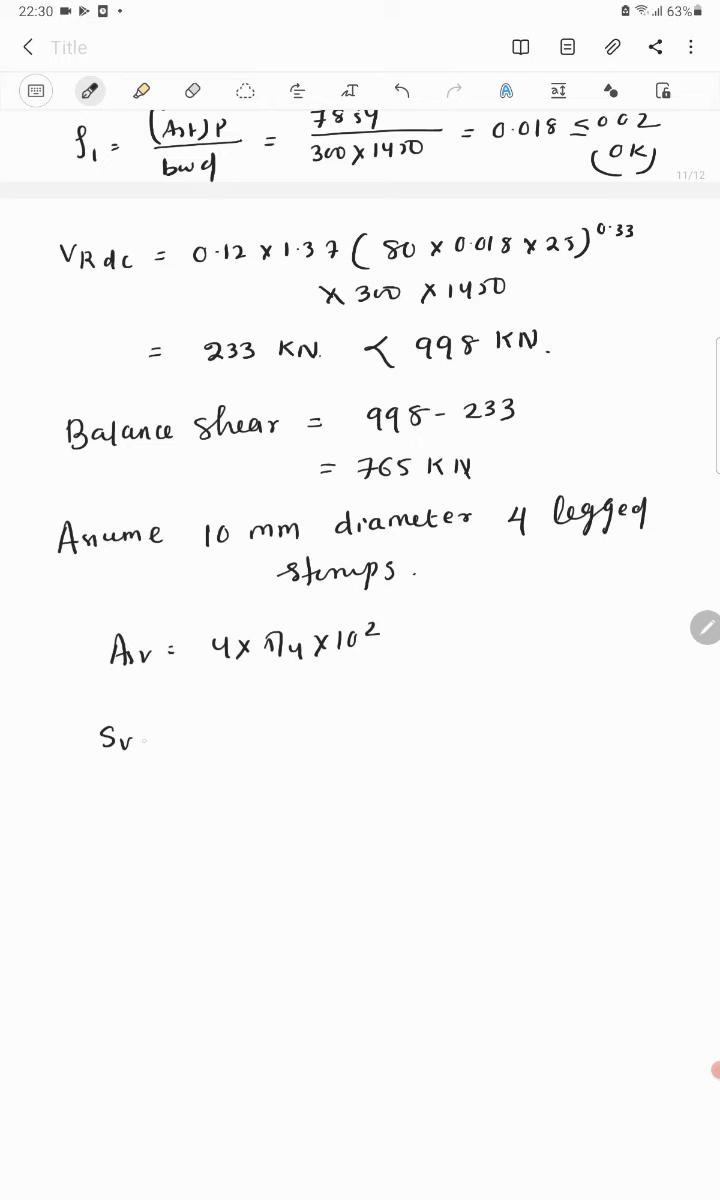 22:30 63%
Title
ρ₁ = (Ast)P / bwd = 7854 / 300 × 1450 = 0.018 ≤ 002
(OK)
11/12
VRdc = 0.12 × 1.37 ( 80 × 0.018 × 25)^0.33
× 300 × 1450
= 233 KN. < 998 KN.
Balance shear = 998 - 233
= 765 KN
Assume 10 mm diameter 4 legged
stirrups.
Asv = 4 × π/4 × 10²
Sv